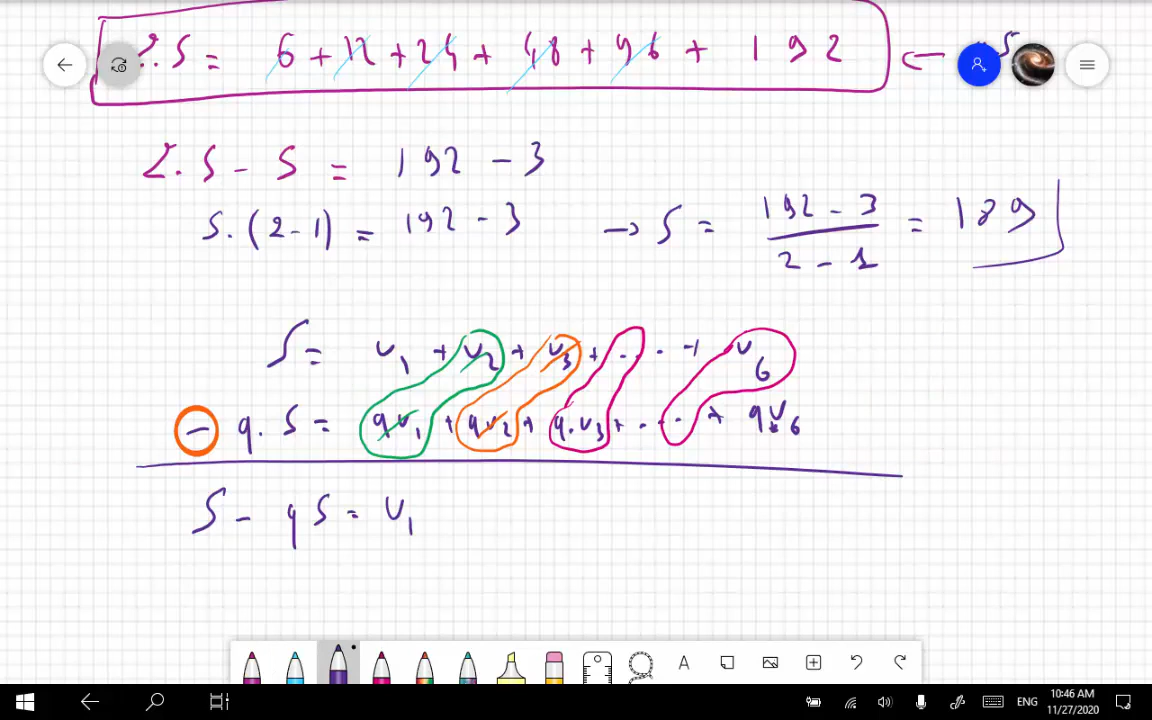 2.S = 6 + 12 + 24 + 48 + 96 + 192 ←
2.S - S = 192 - 3
S.(2-1) = 192 - 3 → S = 192 - 3 / 2 - 1 = 189
S = u1 + u2 + u3 + ... + u6
- q.S = qu1 + qu2 + q.u3 + ... + qu6
S - qS = u1
A
ENG
10:46 AM
11/27/2020